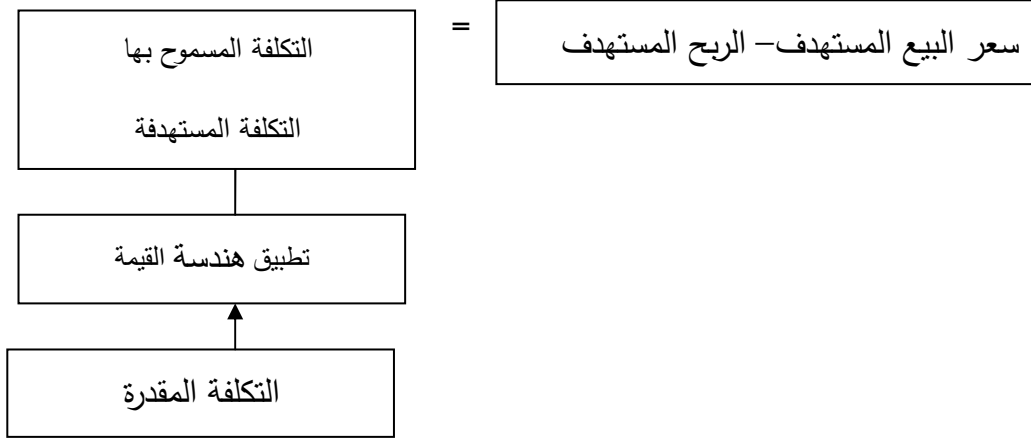 التكلفة المسموح بها
=
سعر البيع المستهدف– الربح المستهدف
التكلفة المستهدفة
تطبيق هندسة القيمة
التكلفة المقدرة